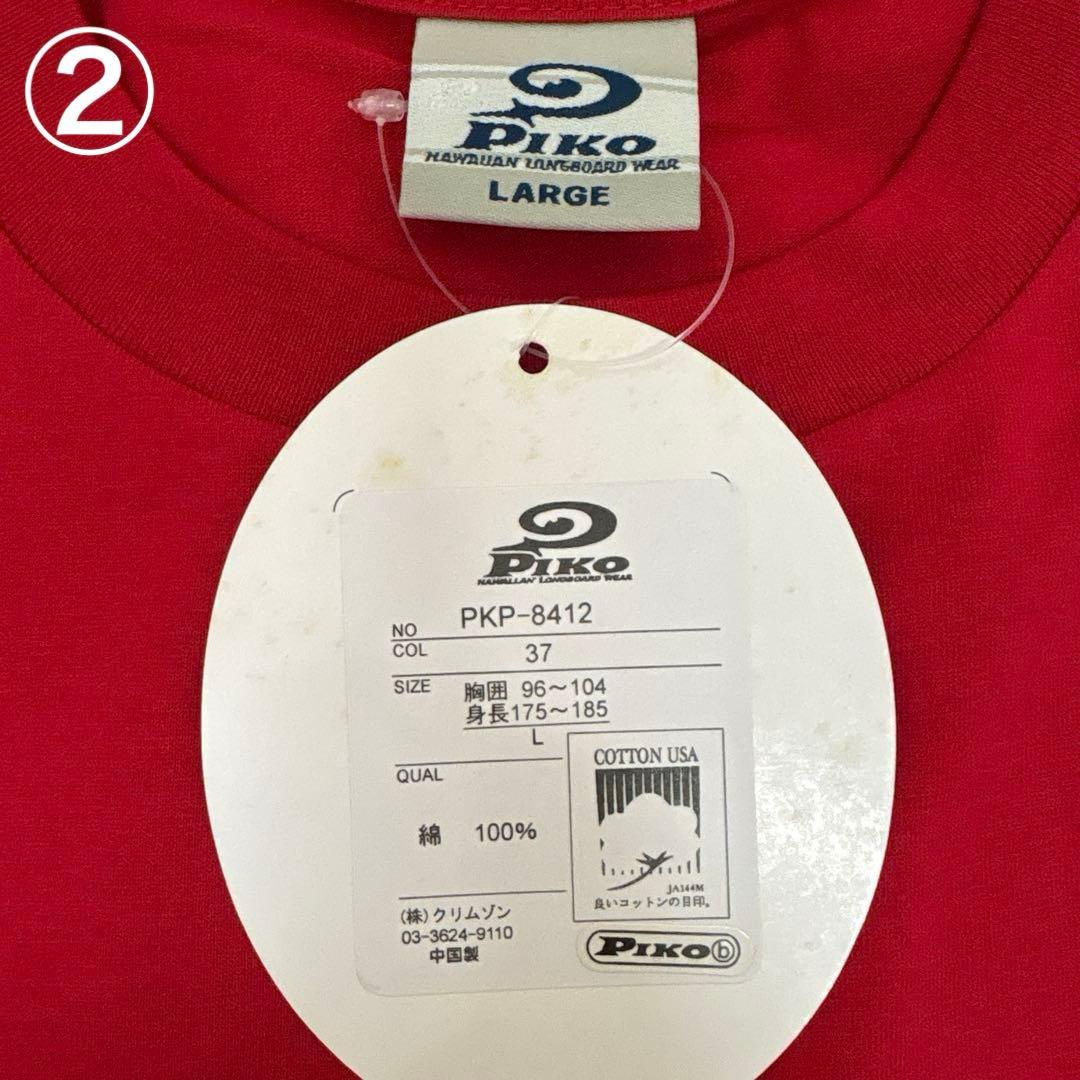 ②
PIKO
HAWAIIAN LONGBOARD WEAR
LARGE
PIKO
HAWAIIAN LONGBOARD WEAR
NO PKP-8412
COL 37
SIZE 胸囲 96～104
身長175～185
L
QUAL
綿 100%
COTTON USA
JA144M
良いコットンの目印。
(株)クリムゾン
03-3624-9110
中国製
PIKO b